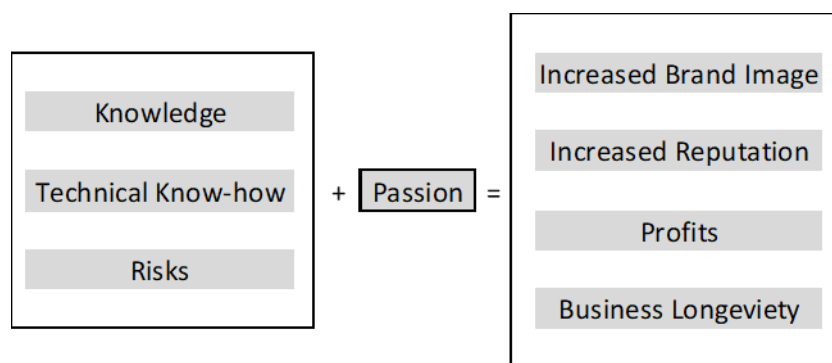 Knowledge
Technical Know-how
Risks
+
Passion
=
Increased Brand Image
Increased Reputation
Profits
Business Longeviety